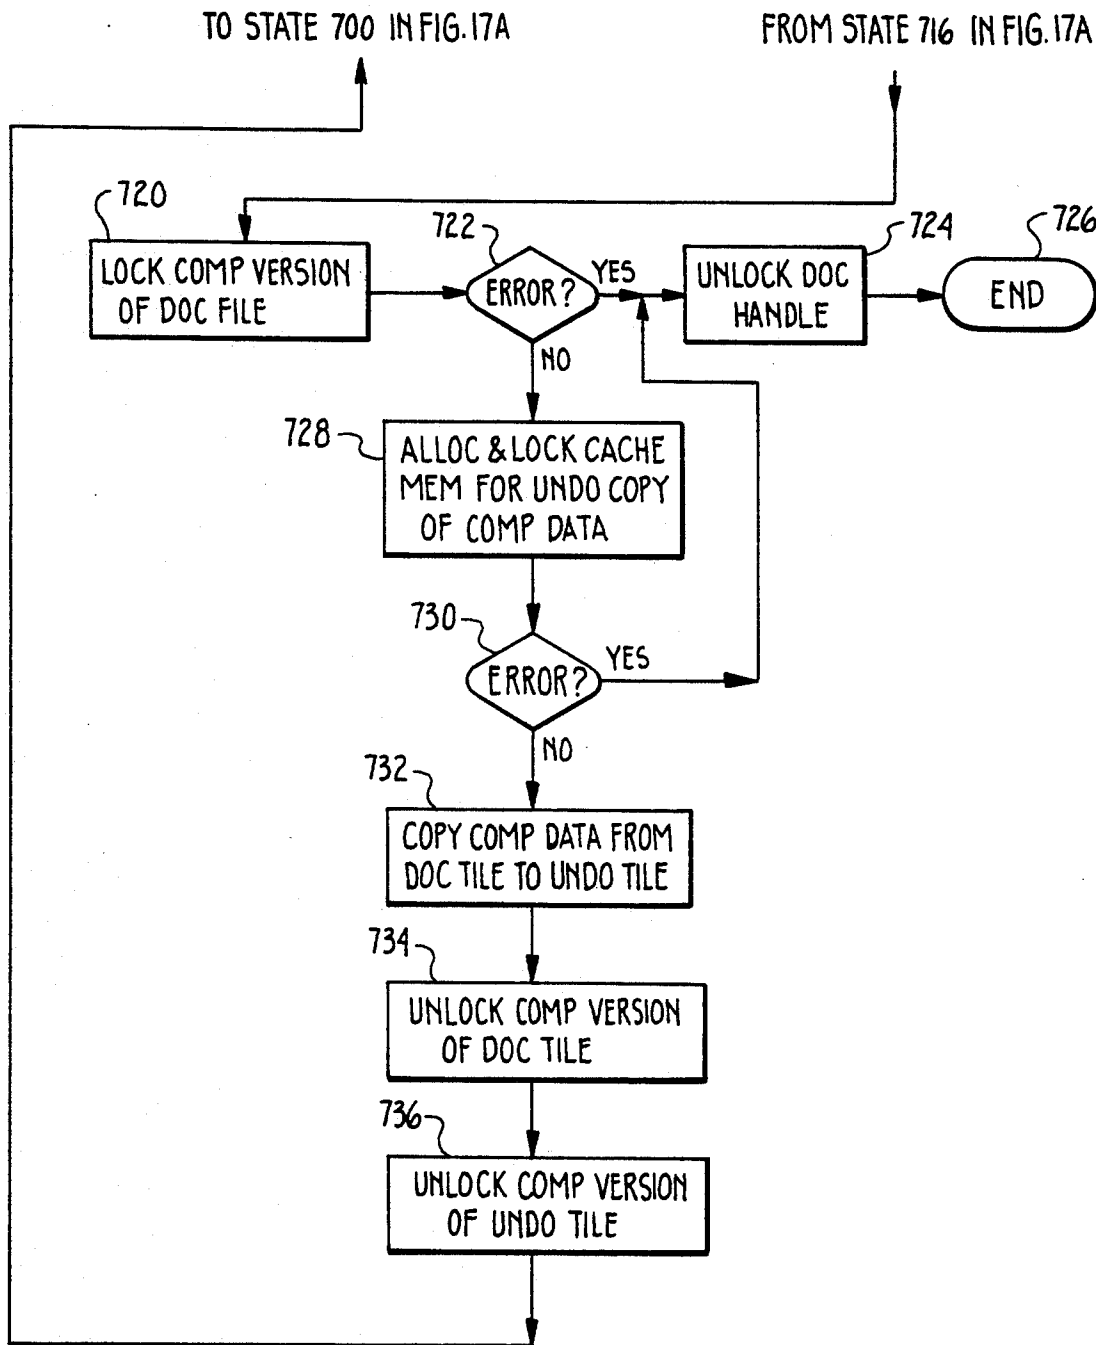 TO STATE 700 IN FIG.17A
FROM STATE 716 IN FIG.17A
720
722
724
726
LOCK COMP VERSION
OF DOC FILE
ERROR?
YES
UNLOCK DOC
HANDLE
END
NO
728
ALLOC & LOCK CACHE
MEM FOR UNDO COPY
OF COMP DATA
730
ERROR?
YES
NO
732
COPY COMP DATA FROM
DOC TILE TO UNDO TILE
734
UNLOCK COMP VERSION
OF DOC TILE
736
UNLOCK COMP VERSION
OF UNDO TILE